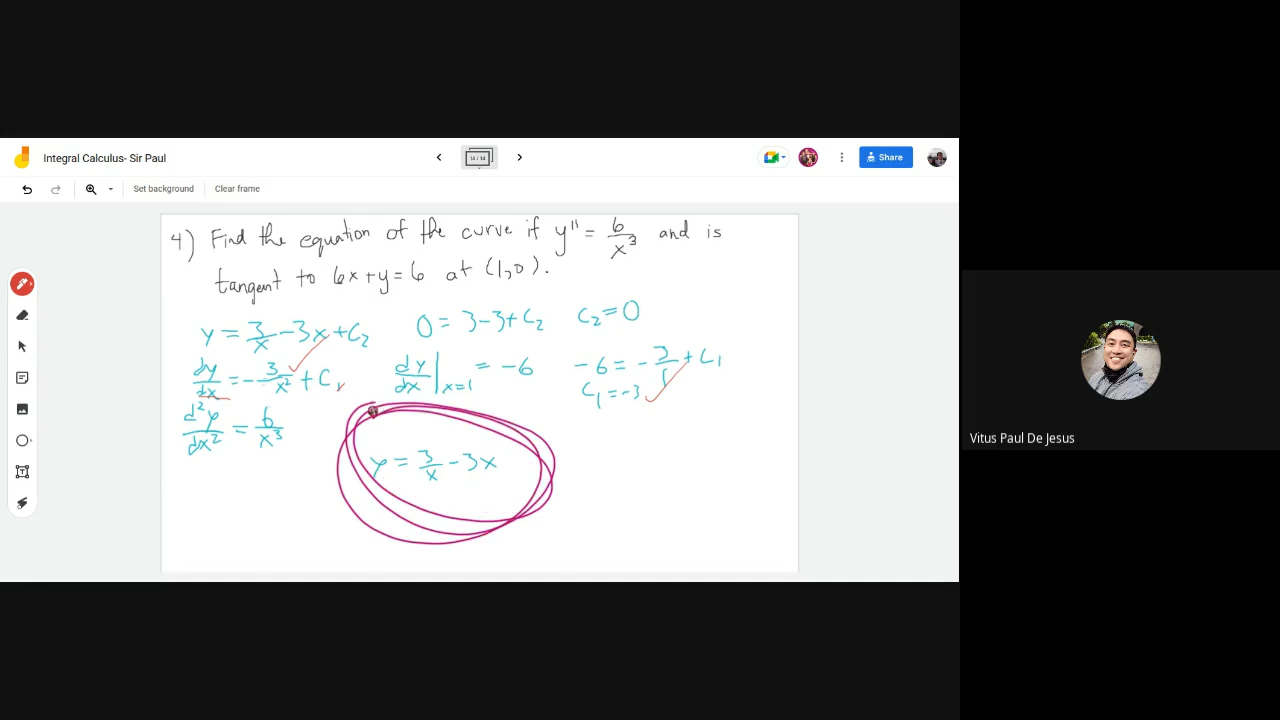 Integral Calculus- Sir Paul
14 / 14
Share
Set background
Clear frame
4) Find the equation of the curve if y'' = 6/x³ and is
tangent to 6x+y=6 at (1,0).
y = 3/x - 3x + C₂
0 = 3-3+C₂
C₂=0
dy/dx = -3/x² + C₁
dy/dx |x=1 = -6
-6 = -3/1 + C₁
C₁=-3
d²y/dx² = 6/x³
y = 3/x - 3x
Vitus Paul De Jesus